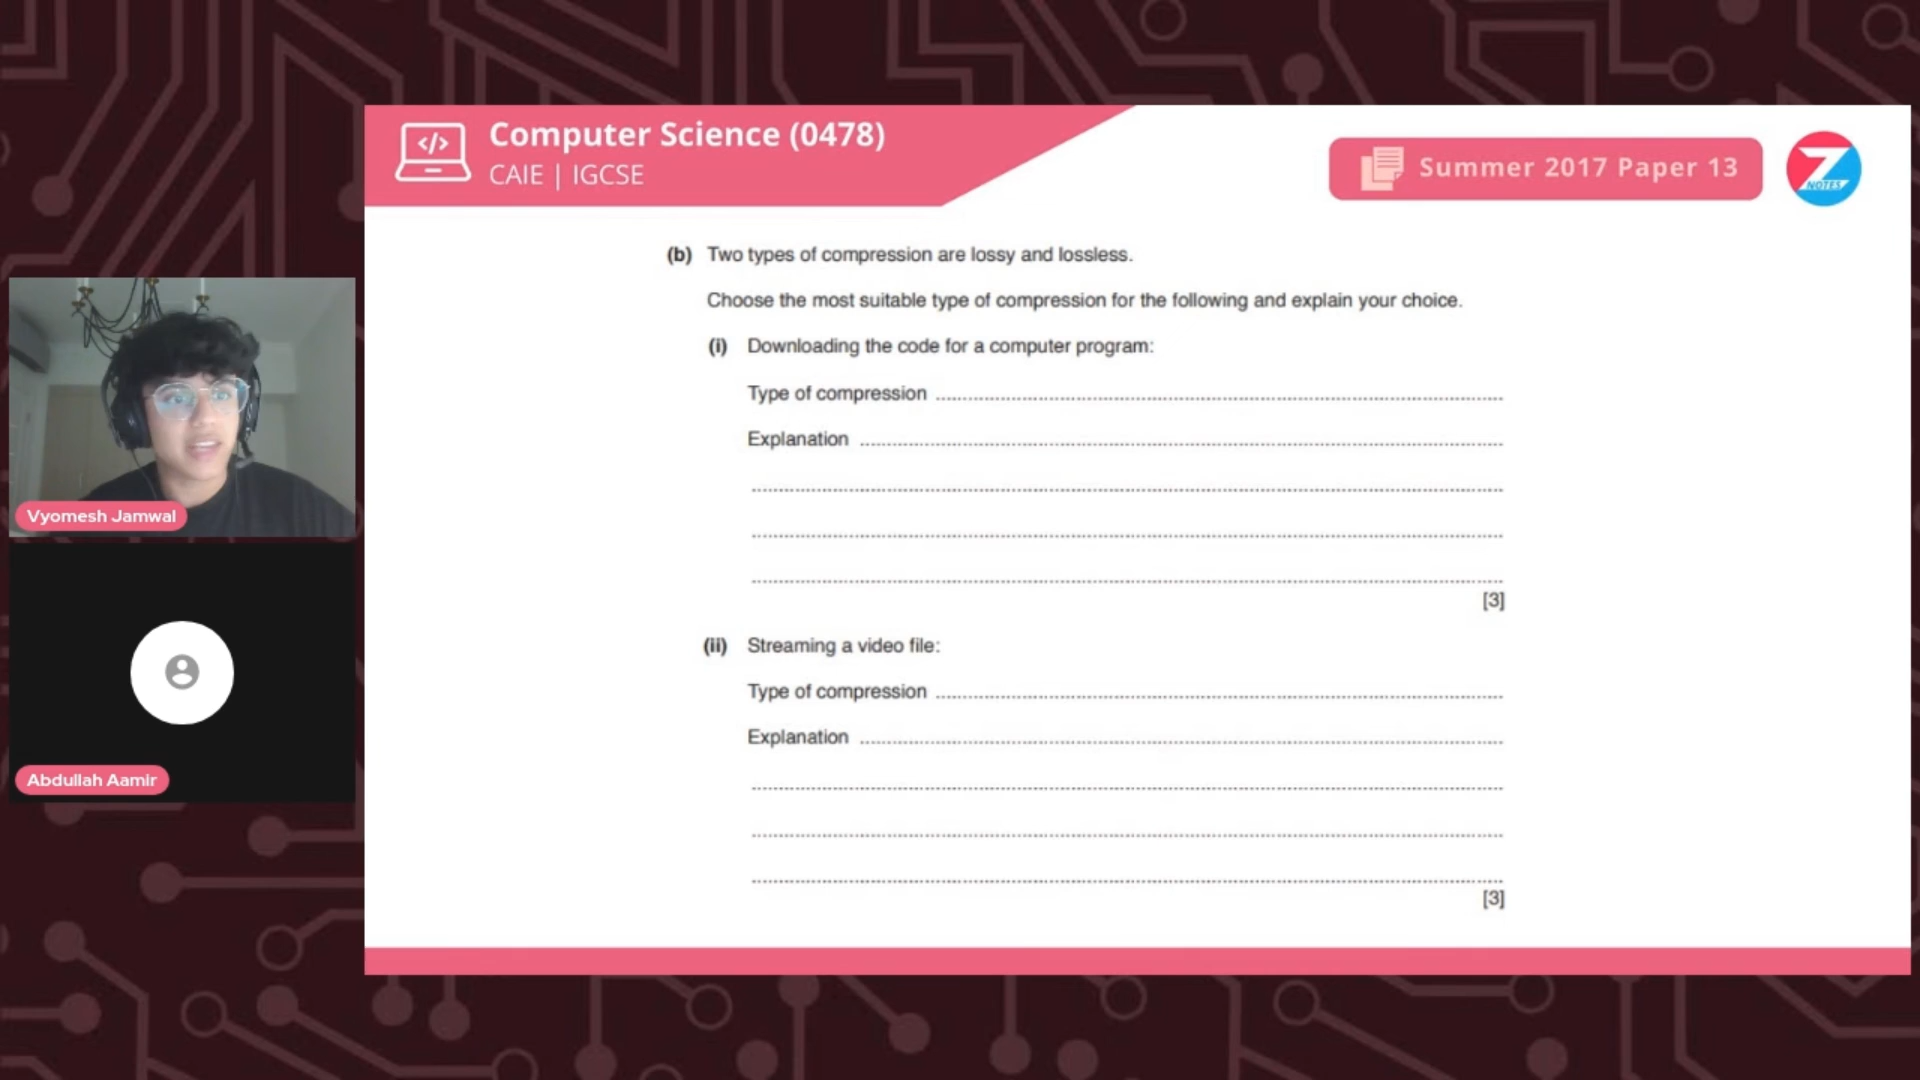 </>
Computer Science (0478)
CAIE | IGCSE
Summer 2017 Paper 13
Z
NOTES
(b) Two types of compression are lossy and lossless.
Choose the most suitable type of compression for the following and explain your choice.
(i) Downloading the code for a computer program:
Type of compression ................................................................
Explanation ................................................................
................................................................
................................................................
................................................................
[3]
(ii) Streaming a video file:
Type of compression ................................................................
Explanation ................................................................
................................................................
................................................................
................................................................
[3]
Vyomesh Jamwal
Abdullah Aamir